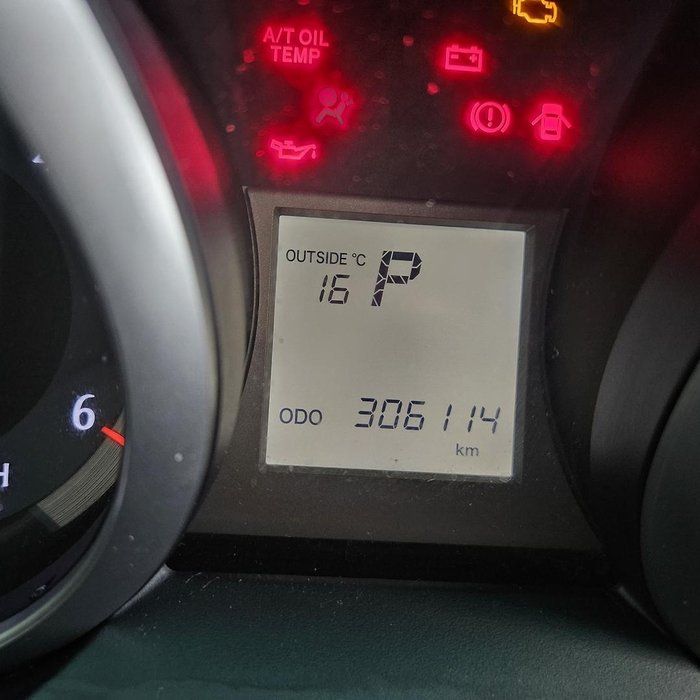 A/T OIL
TEMP
OUTSIDE °C
16 P
ODO 306114
km
6